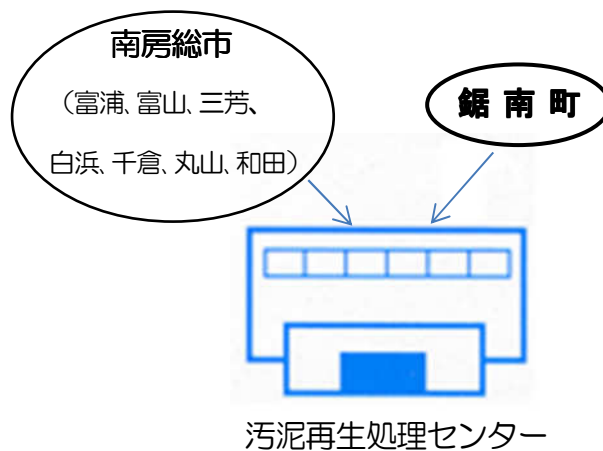 南房総市
（富浦、富山、三芳、
白浜、千倉、丸山、和田）
鋸南町
汚泥再生処理センター